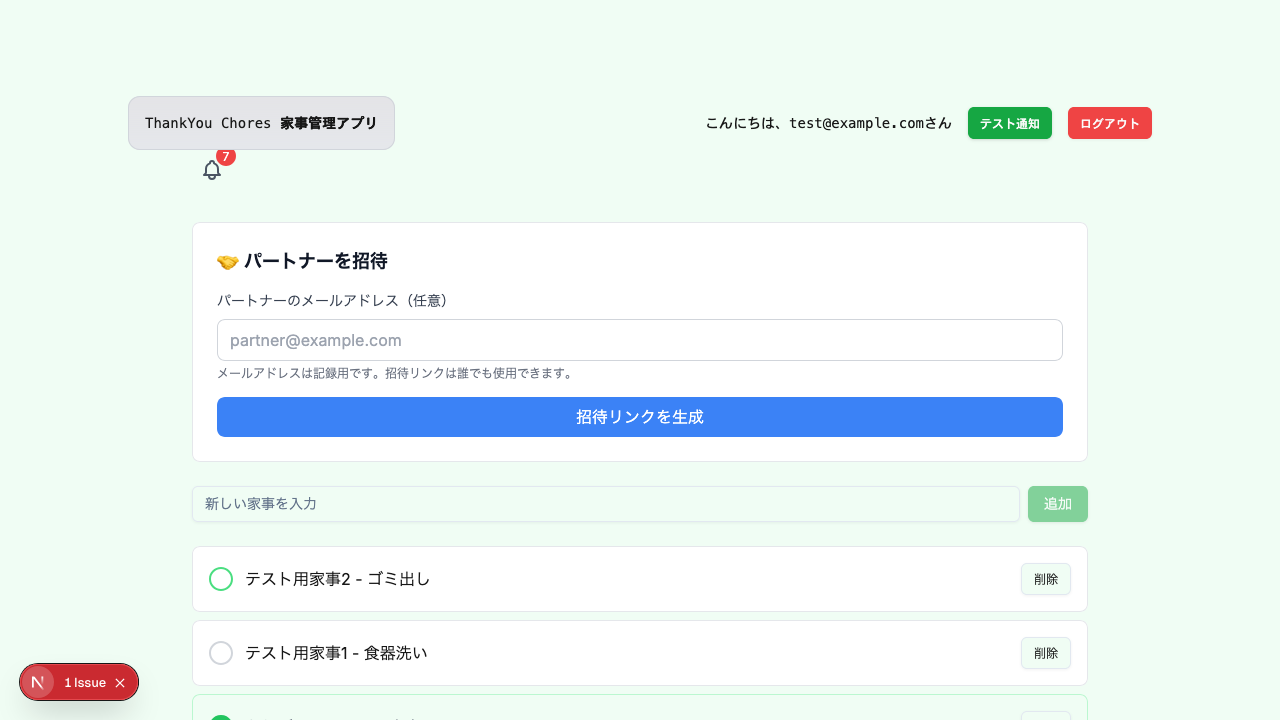 ThankYou Chores 家事管理アプリ
こんにちは、test@example.comさん
テスト通知
ログアウト
7
🤝 パートナーを招待
パートナーのメールアドレス（任意）
partner@example.com
メールアドレスは記録用です。招待リンクは誰でも使用できます。
招待リンクを生成
新しい家事を入力
追加
テスト用家事2 - ゴミ出し
削除
テスト用家事1 - 食器洗い
削除
N
1 Issue